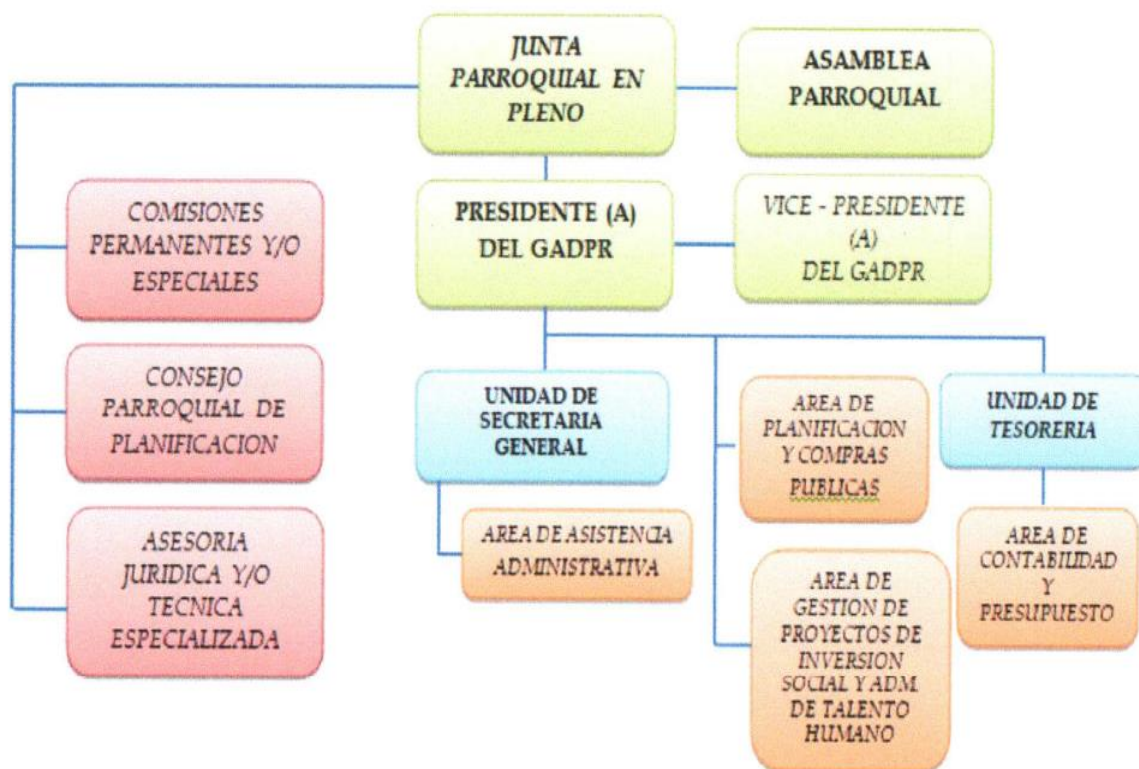 JUNTA
PARROQUIAL EN
PLENO
ASAMBLEA
PARROQUIAL
PRESIDENTE (A)
DEL GADPR
VICE - PRESIDENTE
(A)
DEL GADPR
COMISIONES
PERMANENTES Y/O
ESPECIALES
CONSEJO
PARROQUIAL DE
PLANIFICACION
ASESORIA
JURIDICA Y/O
TECNICA
ESPECIALIZADA
UNIDAD DE
SECRETARIA
GENERAL
AREA DE ASISTENCIA
ADMINISTRATIVA
AREA DE
PLANIFICACION
Y COMPRAS
PUBLICAS
AREA DE
GESTION DE
PROYECTOS DE
INVERSION
SOCIAL Y ADM.
DE TALENTO
HUMANO
UNIDAD DE
TESORERIA
AREA DE
CONTABILIDAD
Y
PRESUPUESTO